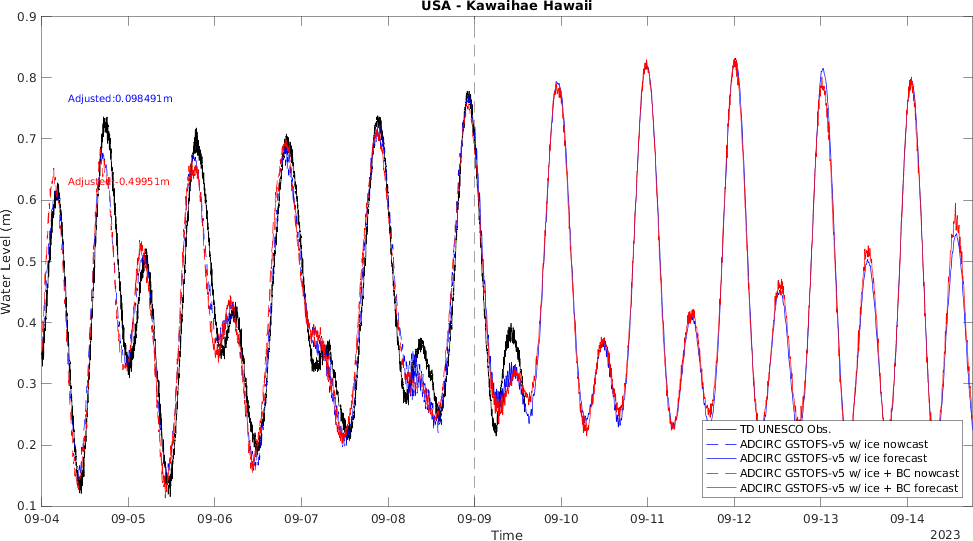 USA - Kawaihae Hawaii
0.9
0.8
0.7
0.6
0.5
0.4
0.3
0.2
0.1
Water Level (m)
Adjusted:0.098491m
Adjusted:-0.49951m
TD UNESCO Obs.
ADCIRC GSTOFS-v5 w/ ice nowcast
ADCIRC GSTOFS-v5 w/ ice forecast
ADCIRC GSTOFS-v5 w/ ice + BC nowcast
ADCIRC GSTOFS-v5 w/ ice + BC forecast
09-04 09-05 09-06 09-07 09-08 09-09 09-10 09-11 09-12 09-13 09-14
Time
2023